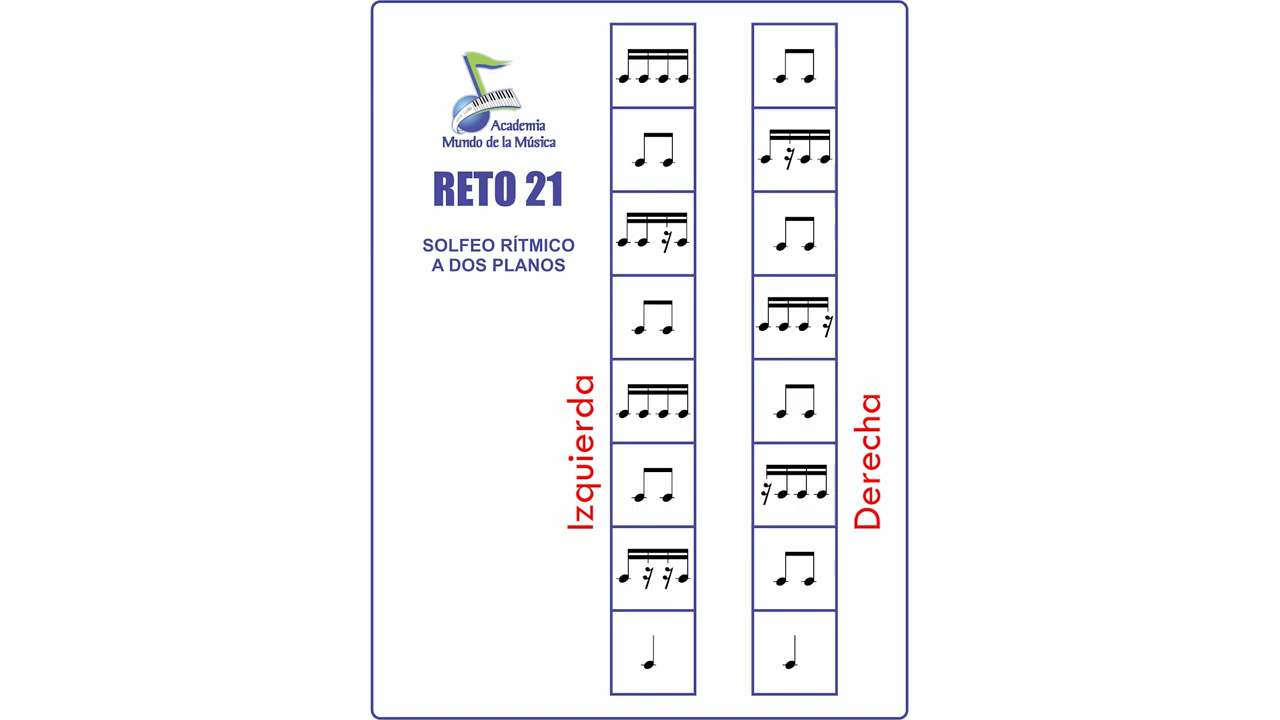 Academia
Mundo de la Música
RETO 21
SOLFEO RÍTMICO
A DOS PLANOS
Izquierda
Derecha